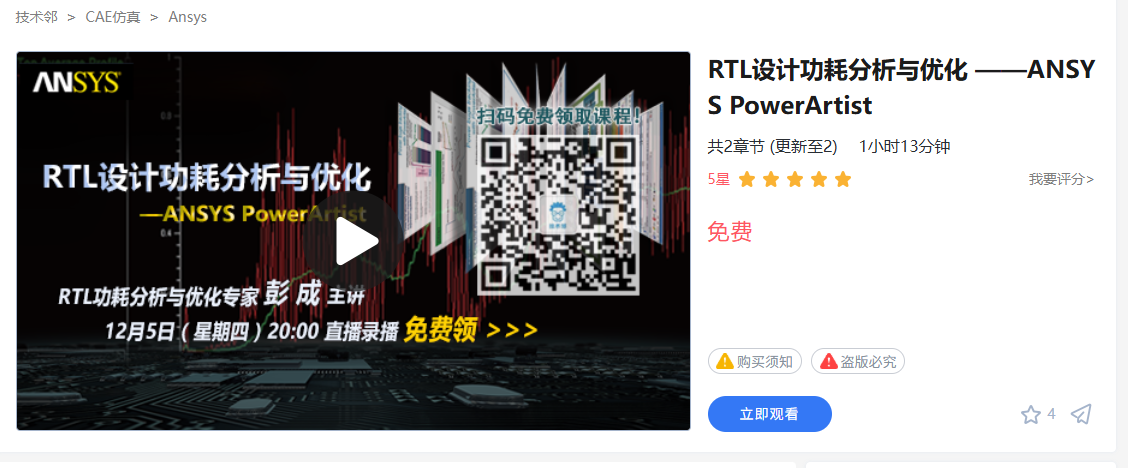 技术邻 > CAE仿真 > Ansys
ANSYS
扫码免费领取课程!
RTL设计功耗分析与优化
—ANSYS PowerArtist
RTL功耗分析与优化专家 彭 成 主讲
12月5日（星期四）20:00 直播录播 免费领 >>>
RTL设计功耗分析与优化 ——ANSY
S PowerArtist
共2章节 (更新至2) 1小时13分钟
5星 我要评分>
免费
购买须知 盗版必究
立即观看 4